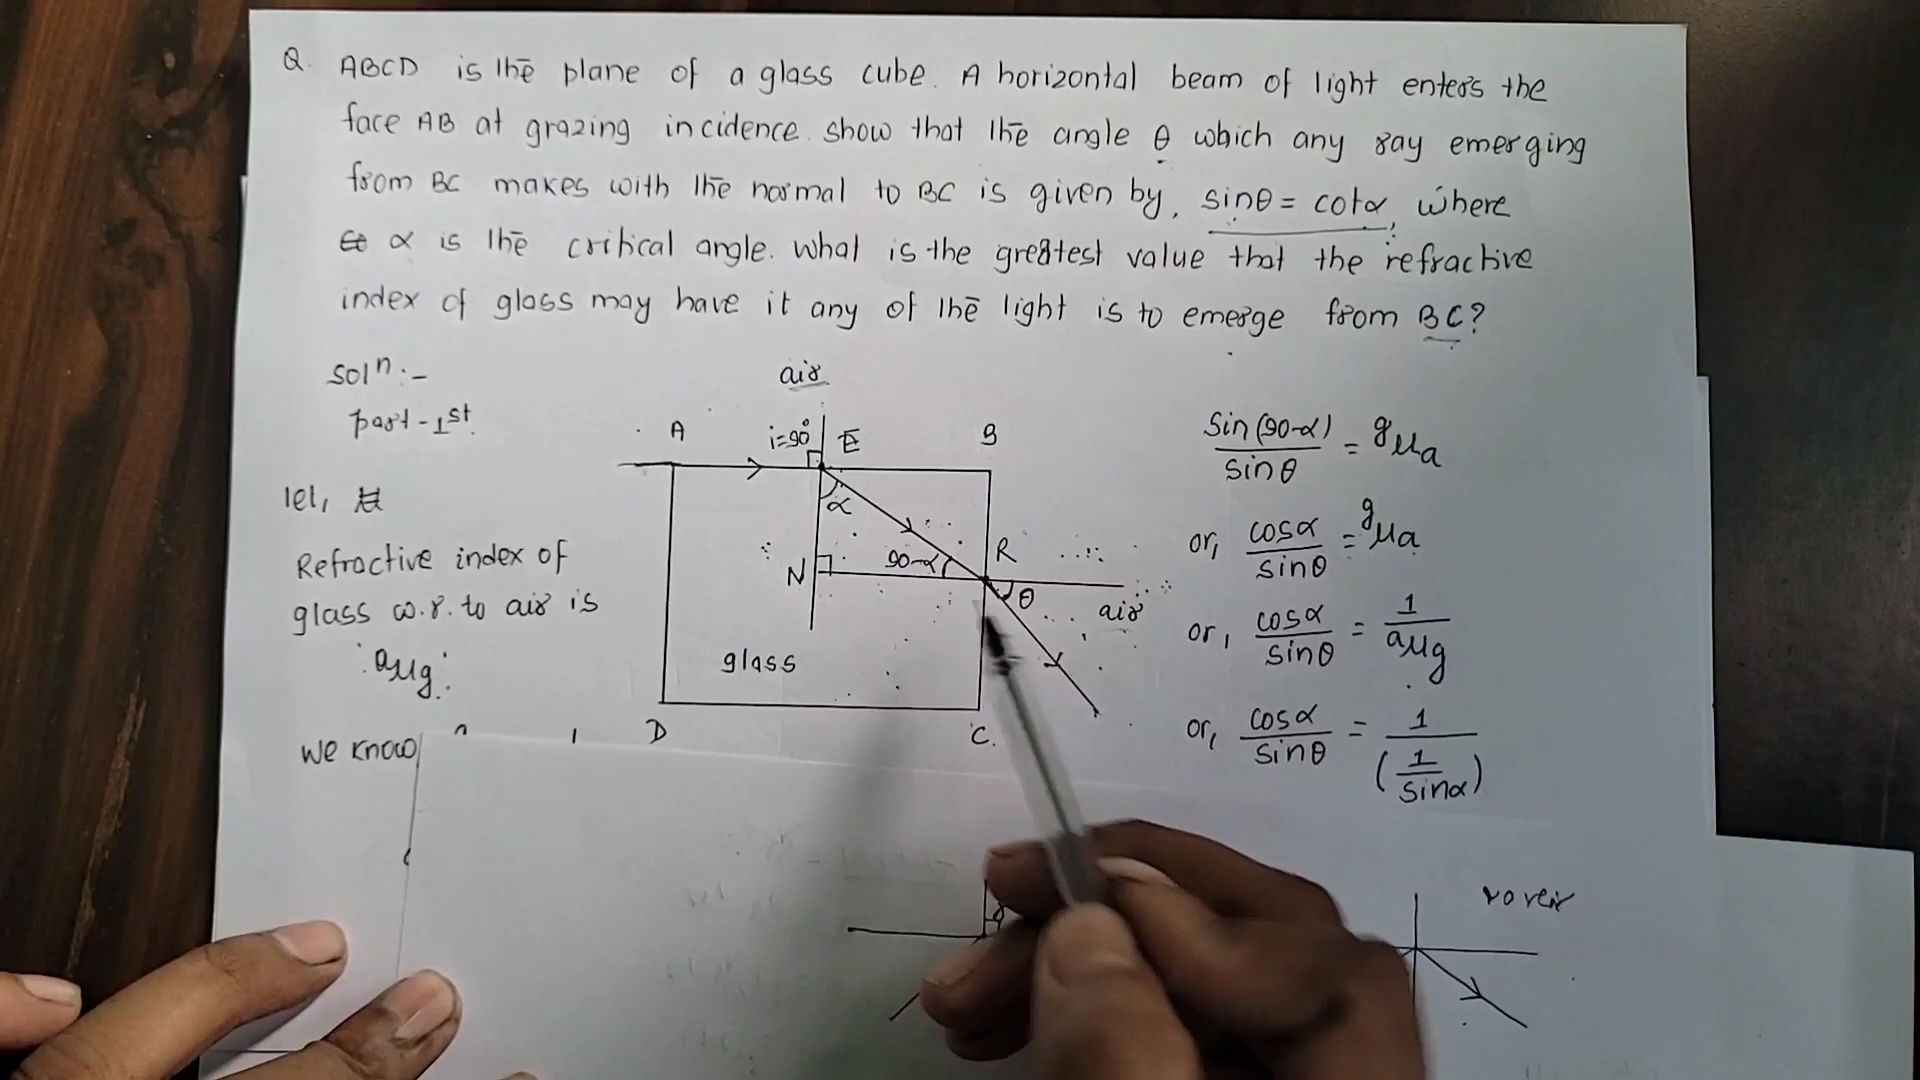 Q. ABCD is the plane of a glass cube. A horizontal beam of light enters the
face AB at grazing incidence. show that the angle θ which any ray emerging
from BC makes with the normal to BC is given by, sinθ = cotα, where
α is the critical angle. what is the greatest value that the refractive
index of glass may have it any of the light is to emerge from BC?
Solⁿ:-
part-1st.
let,
Refractive index of
glass w.r. to air is
aμg
We know
air
A
i=90°
E
B
α
N
90-α
R
θ
air
glass
D
C.
sin(90-α)/sinθ = gμa
or, cosα/sinθ = gμa
or, cosα/sinθ = 1/aμg
or, cosα/sinθ = 1/(1/sinα)